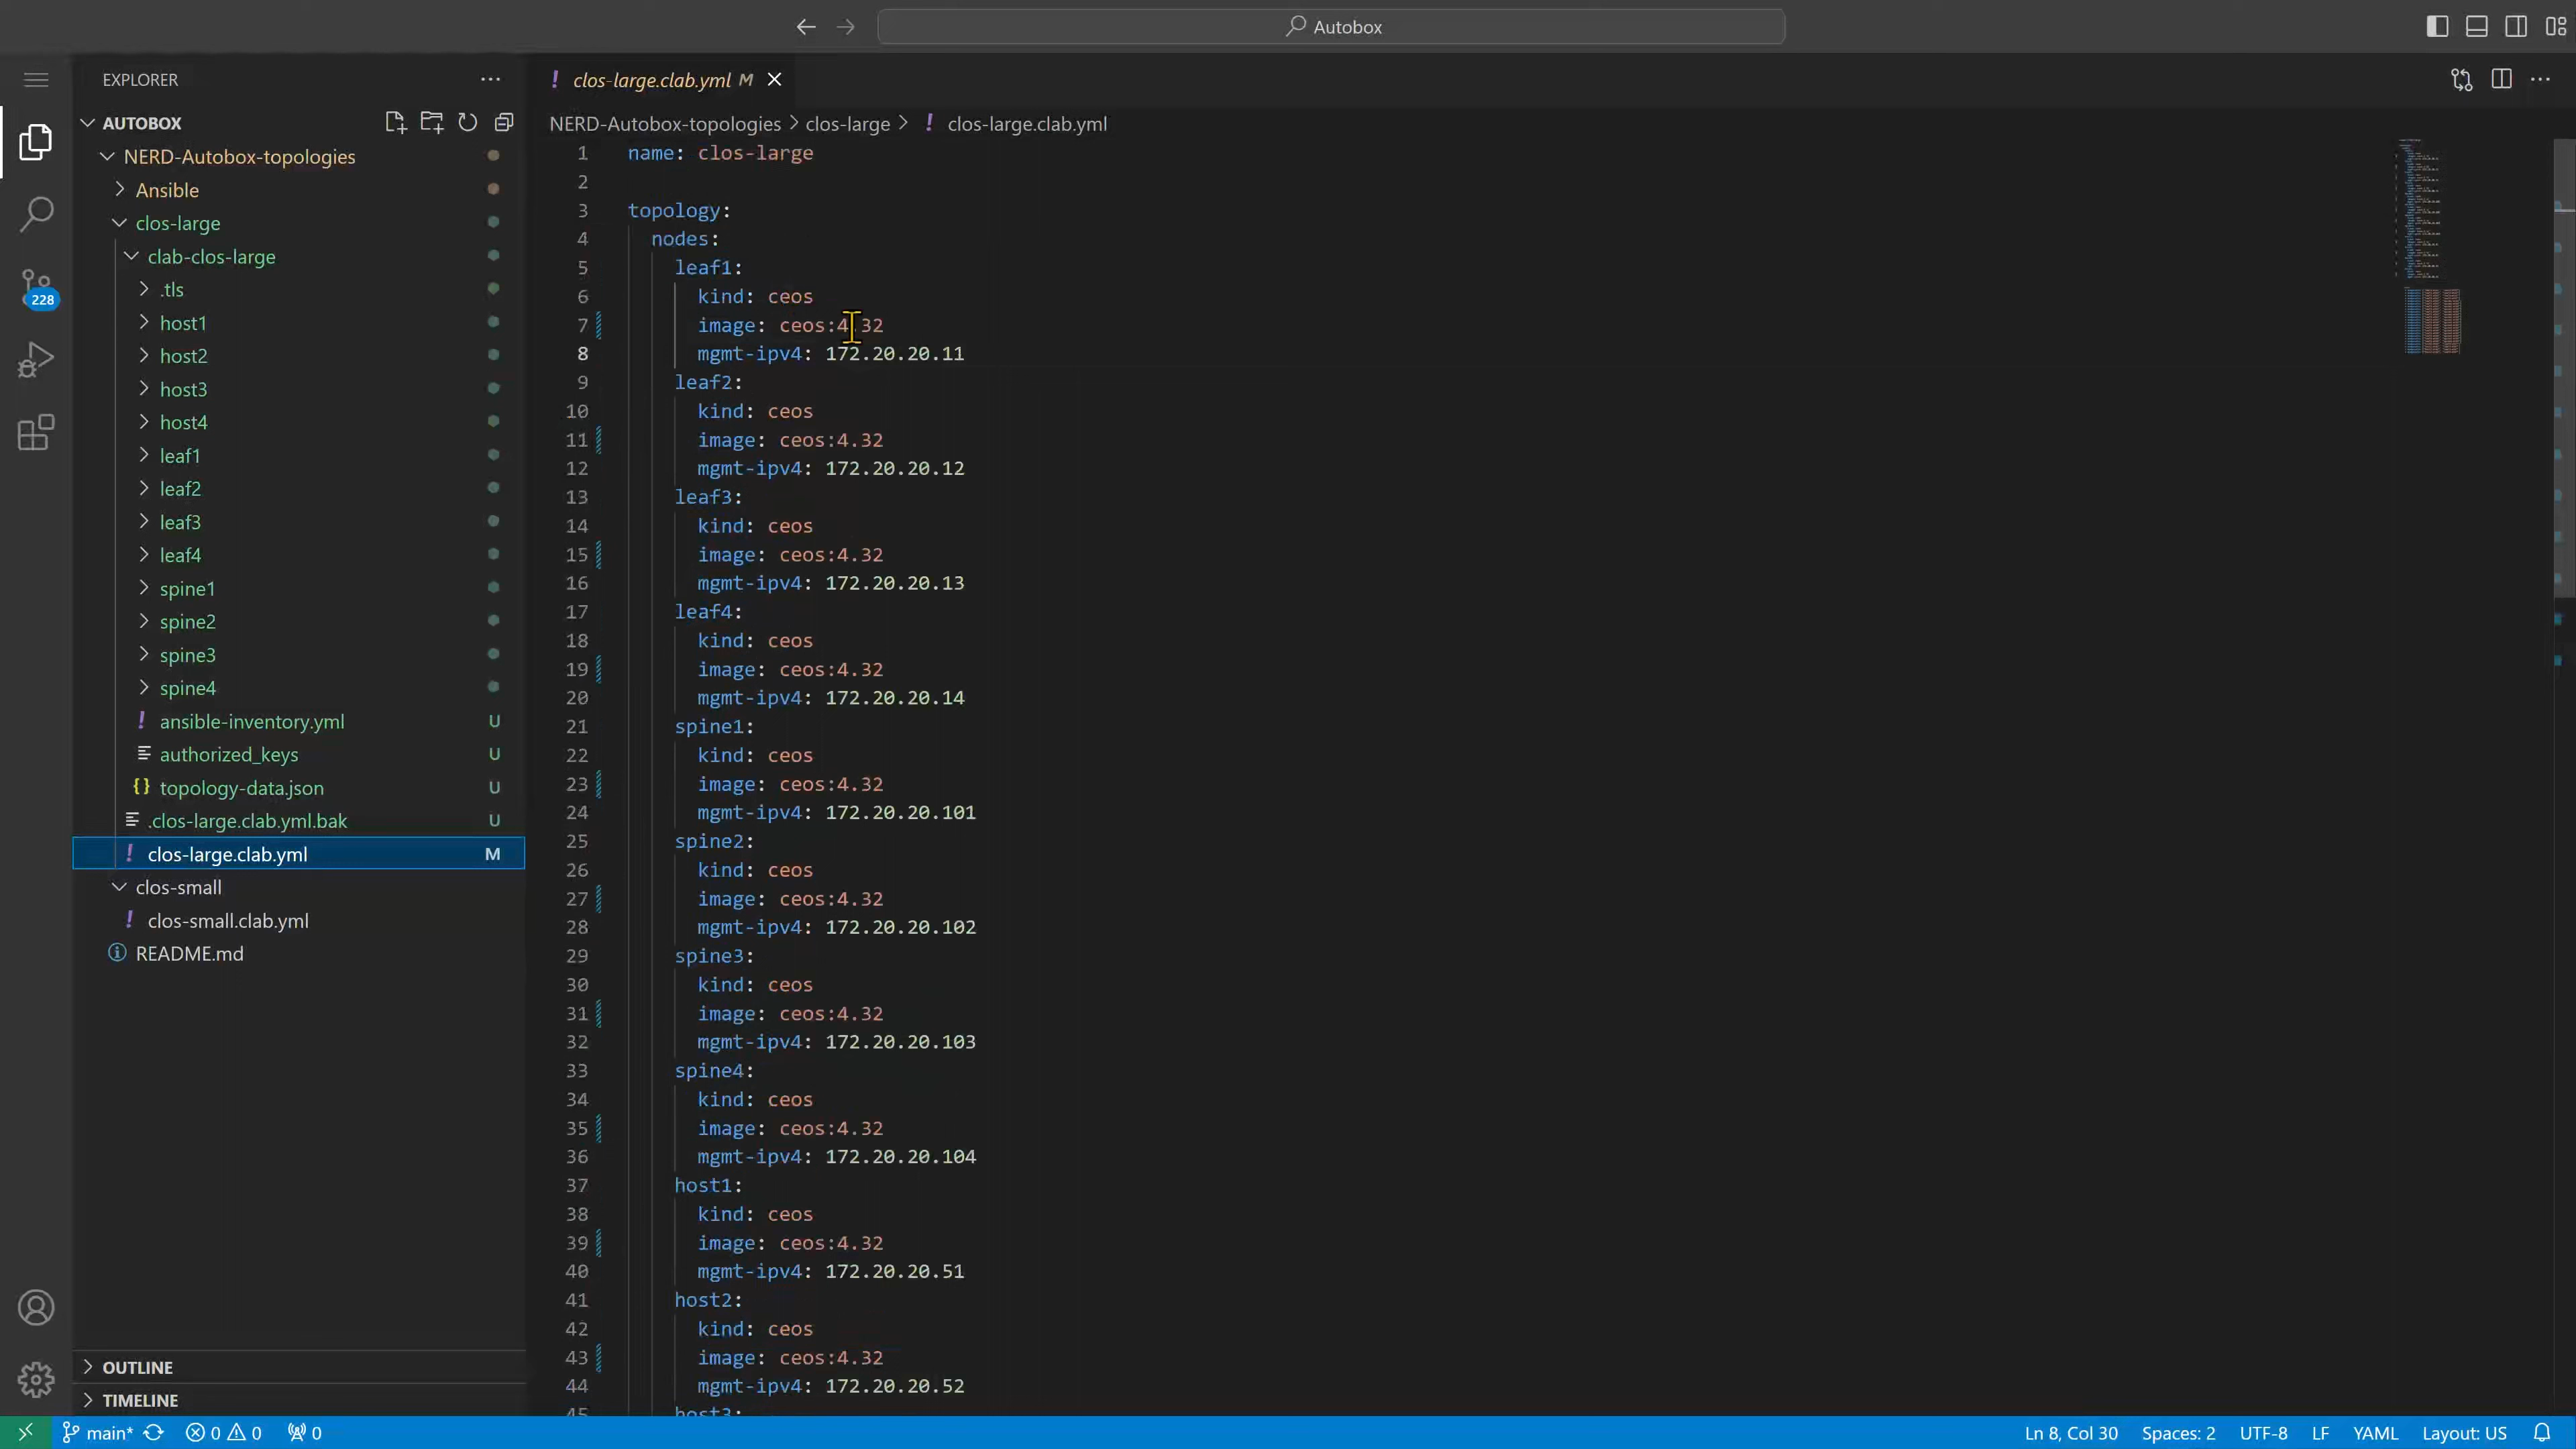 Autobox
EXPLORER
AUTOBOX
NERD-Autobox-topologies
Ansible
clos-large
clab-clos-large
.tls
host1
host2
host3
host4
leaf1
leaf2
leaf3
leaf4
spine1
spine2
spine3
spine4
! ansible-inventory.yml U
authorized_keys U
{} topology-data.json U
.clos-large.clab.yml.bak U
! clos-large.clab.yml M
clos-small
! clos-small.clab.yml
README.md
OUTLINE
TIMELINE
228
! clos-large.clab.yml M
NERD-Autobox-topologies > clos-large > ! clos-large.clab.yml
1 name: clos-large
2
3 topology:
4 nodes:
5 leaf1:
6 kind: ceos
7 image: ceos:4.32
8 mgmt-ipv4: 172.20.20.11
9 leaf2:
10 kind: ceos
11 image: ceos:4.32
12 mgmt-ipv4: 172.20.20.12
13 leaf3:
14 kind: ceos
15 image: ceos:4.32
16 mgmt-ipv4: 172.20.20.13
17 leaf4:
18 kind: ceos
19 image: ceos:4.32
20 mgmt-ipv4: 172.20.20.14
21 spine1:
22 kind: ceos
23 image: ceos:4.32
24 mgmt-ipv4: 172.20.20.101
25 spine2:
26 kind: ceos
27 image: ceos:4.32
28 mgmt-ipv4: 172.20.20.102
29 spine3:
30 kind: ceos
31 image: ceos:4.32
32 mgmt-ipv4: 172.20.20.103
33 spine4:
34 kind: ceos
35 image: ceos:4.32
36 mgmt-ipv4: 172.20.20.104
37 host1:
38 kind: ceos
39 image: ceos:4.32
40 mgmt-ipv4: 172.20.20.51
41 host2:
42 kind: ceos
43 image: ceos:4.32
44 mgmt-ipv4: 172.20.20.52
45 host3:
main* 0 0 0
Ln 8, Col 30 Spaces: 2 UTF-8 LF YAML Layout: US